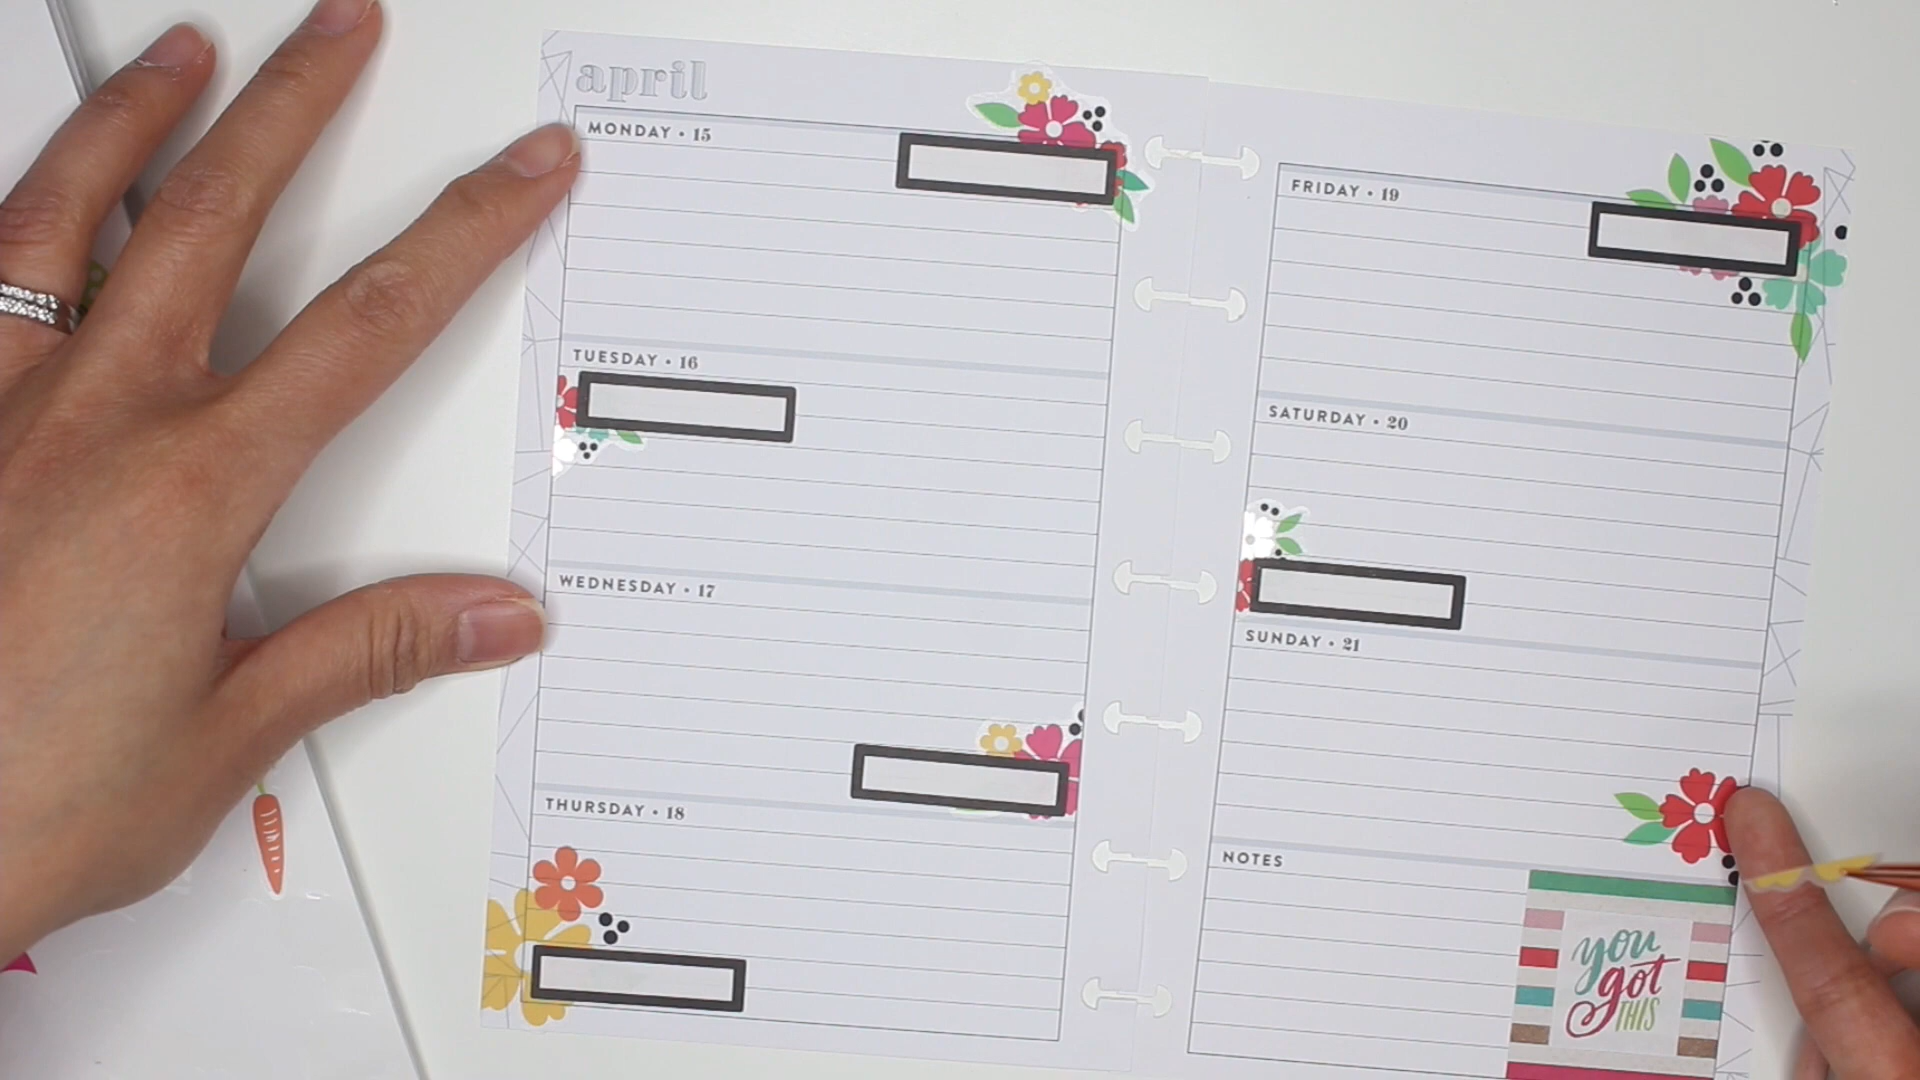 april
MONDAY • 15
TUESDAY • 16
WEDNESDAY • 17
THURSDAY • 18
FRIDAY • 19
SATURDAY • 20
SUNDAY • 21
NOTES
you
got
THIS